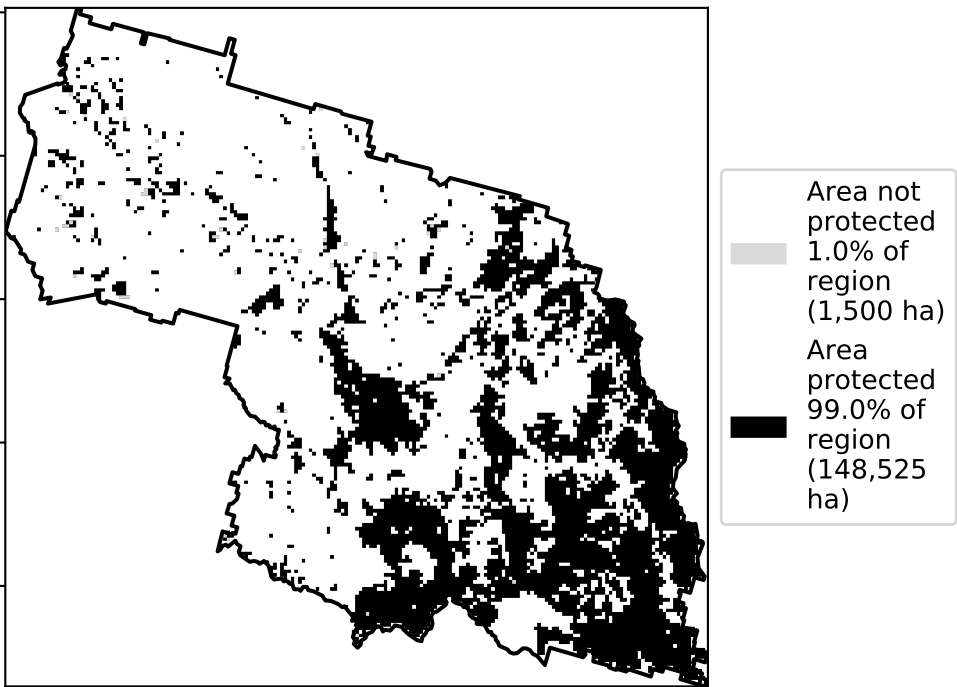 Area not
protected
1.0% of
region
(1,500 ha)
Area
protected
99.0% of
region
(148,525
ha)